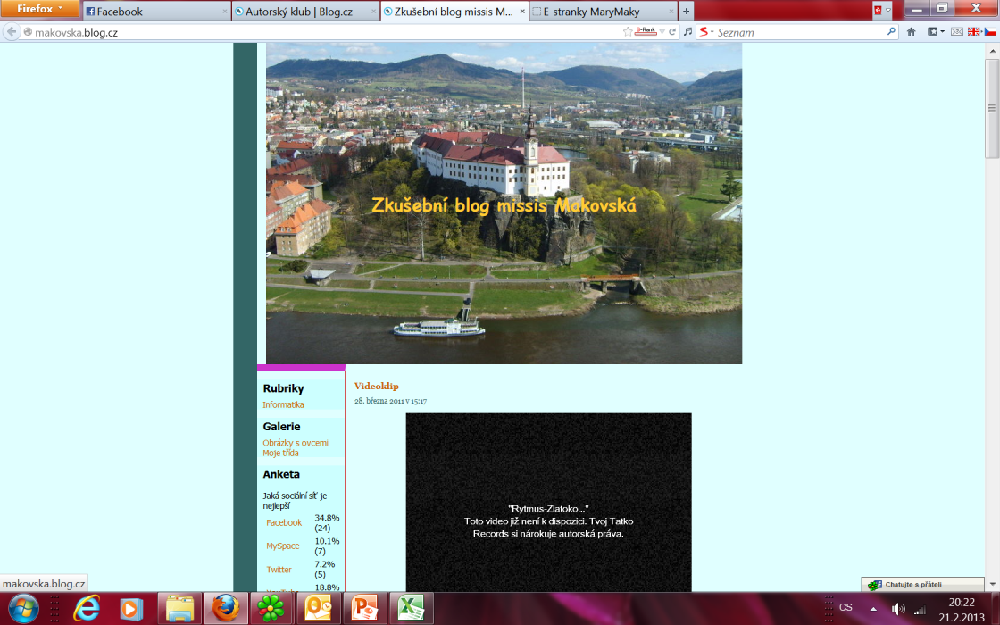 Firefox
Facebook
Autorský klub | Blog.cz
Zkušební blog missis M...
E-stranky MaryMaky
makovska.blog.cz
S-Rank
Seznam
Zkušební blog missis Makovská
Rubriky
Informatika
Galerie
Obrázky s ovcemi
Moje třída
Anketa
Jaká sociální síť je
nejlepší
Facebook 34.8% (24)
MySpace 10.1% (7)
Twitter 7.2% (5)
YouTube 18.8%
Videoklip
28. března 2011 v 15:17
"Rytmus-Zlatoko..."
Toto video již není k dispozici. Tvoj Tatko
Records si nárokuje autorská práva.
makovska.blog.cz
Chatujte s přáteli
CS
20:22
21.2.2013